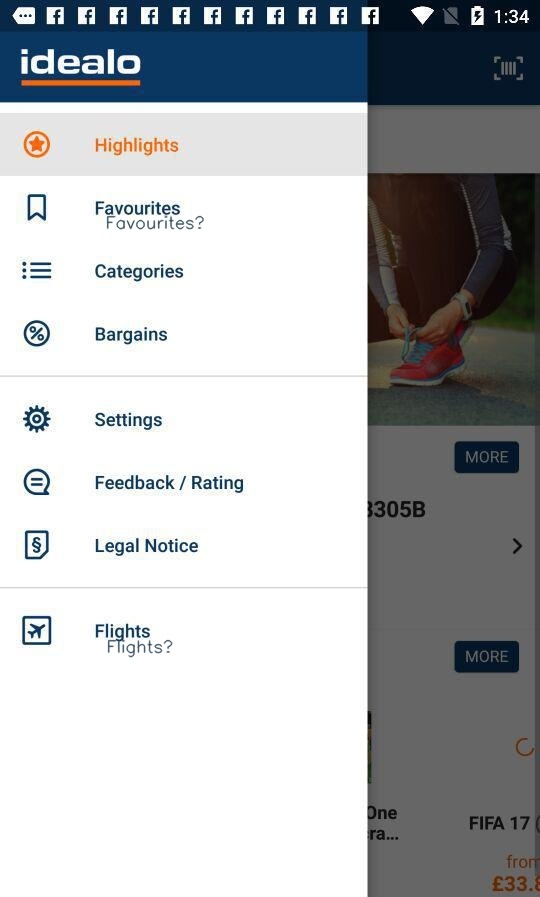 1:34
idealo
Highlights
Favourites
Favourites?
Categories
Bargains
Settings
MORE
Feedback / Rating
3305B
Legal Notice
Flights
Flights?
MORE
One
FIFA 17 (
cra...
from
£33.8